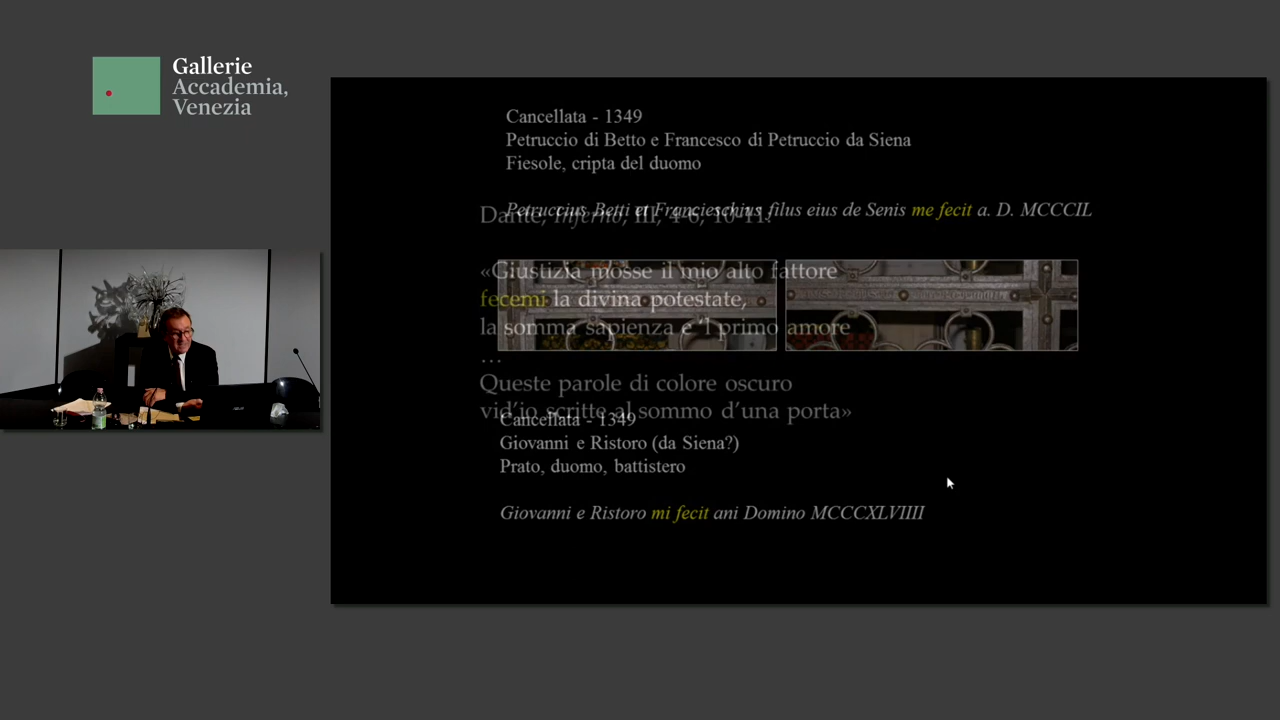 Gallerie
Accademia,
Venezia
Cancellata - 1349
Petruccio di Betto e Francesco di Petruccio da Siena
Fiesole, cripta del duomo
Petruccius Betti et Francieschius filus eius de Senis me fecit a. D. MCCCIL
Dante, Inferno, III, 4-6, 10-11:
«Giustizia mosse il mio alto fattore
fecemi la divina potestate,
la somma sapienza e 'l primo amore
…
Queste parole di colore oscuro
vid'io scritte al sommo d'una porta»
Cancellata - 1349
Giovanni e Ristoro (da Siena?)
Prato, duomo, battistero
Giovanni e Ristoro mi fecit ani Domino MCCCXLVIIII